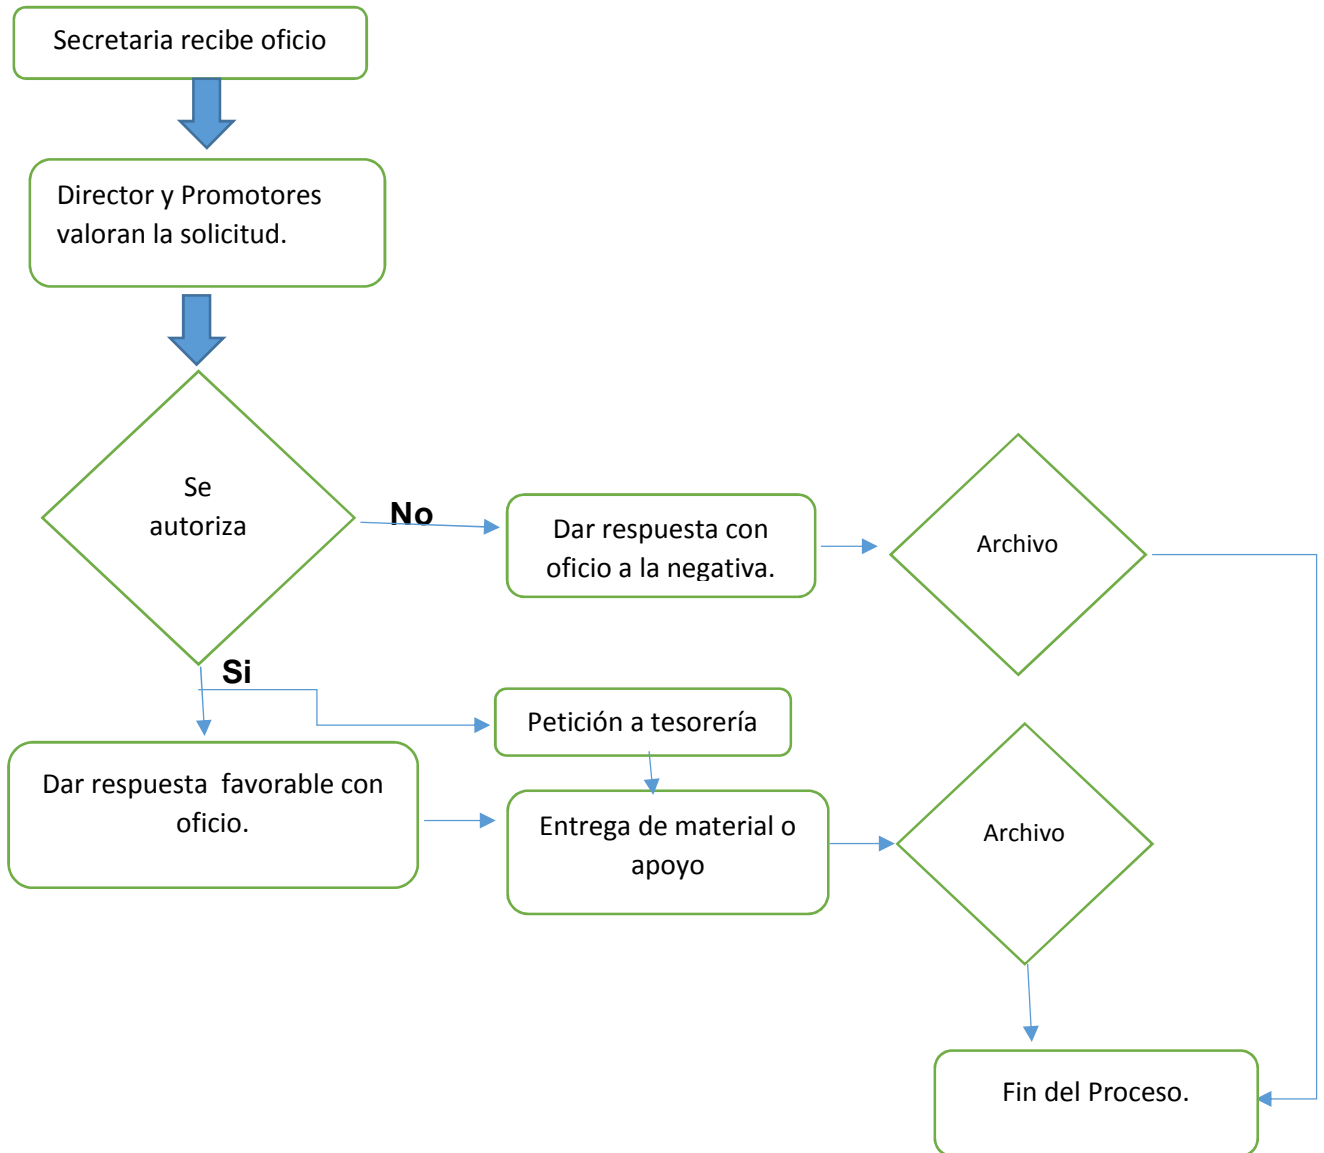 Secretaria recibe oficio
Director y Promotores
valoran la solicitud.
Se
autoriza
No
Dar respuesta con
oficio a la negativa.
Archivo
Si
Petición a tesorería
Dar respuesta  favorable con
oficio.
Entrega de material o
apoyo
Archivo
Fin del Proceso.